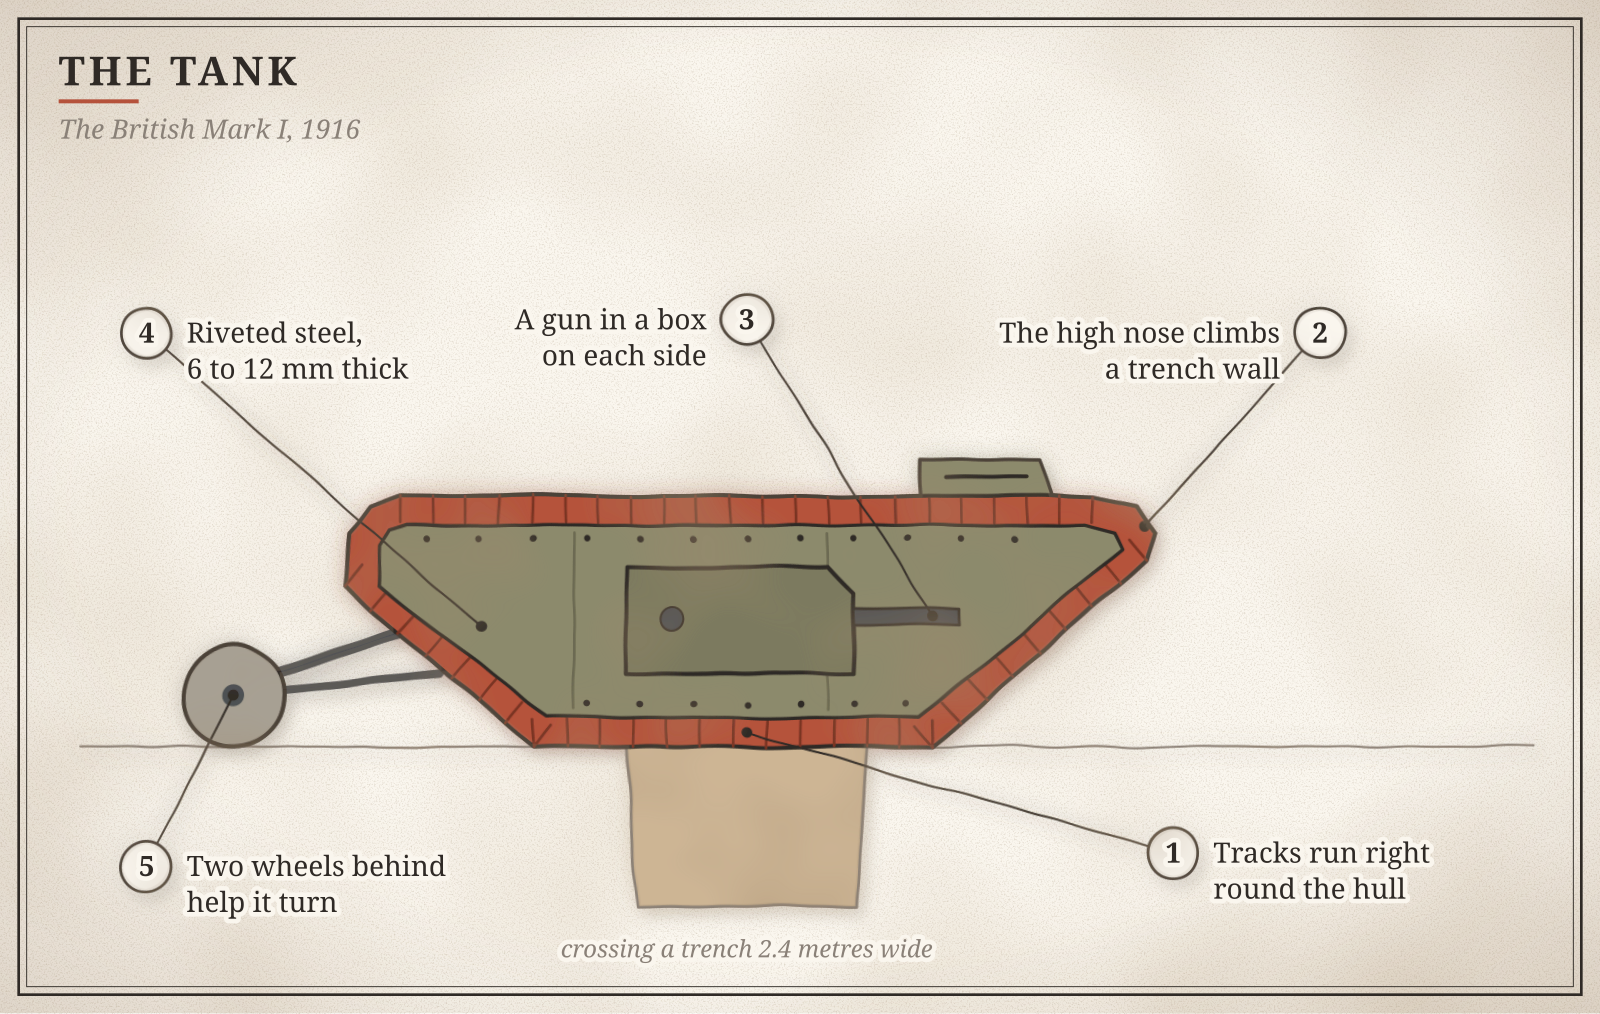 THE TANK
The British Mark I, 1916
4
Riveted steel,
6 to 12 mm thick
A gun in a box
on each side
3
The high nose climbs
a trench wall
2
5
Two wheels behind
help it turn
1
Tracks run right
round the hull
crossing a trench 2.4 metres wide